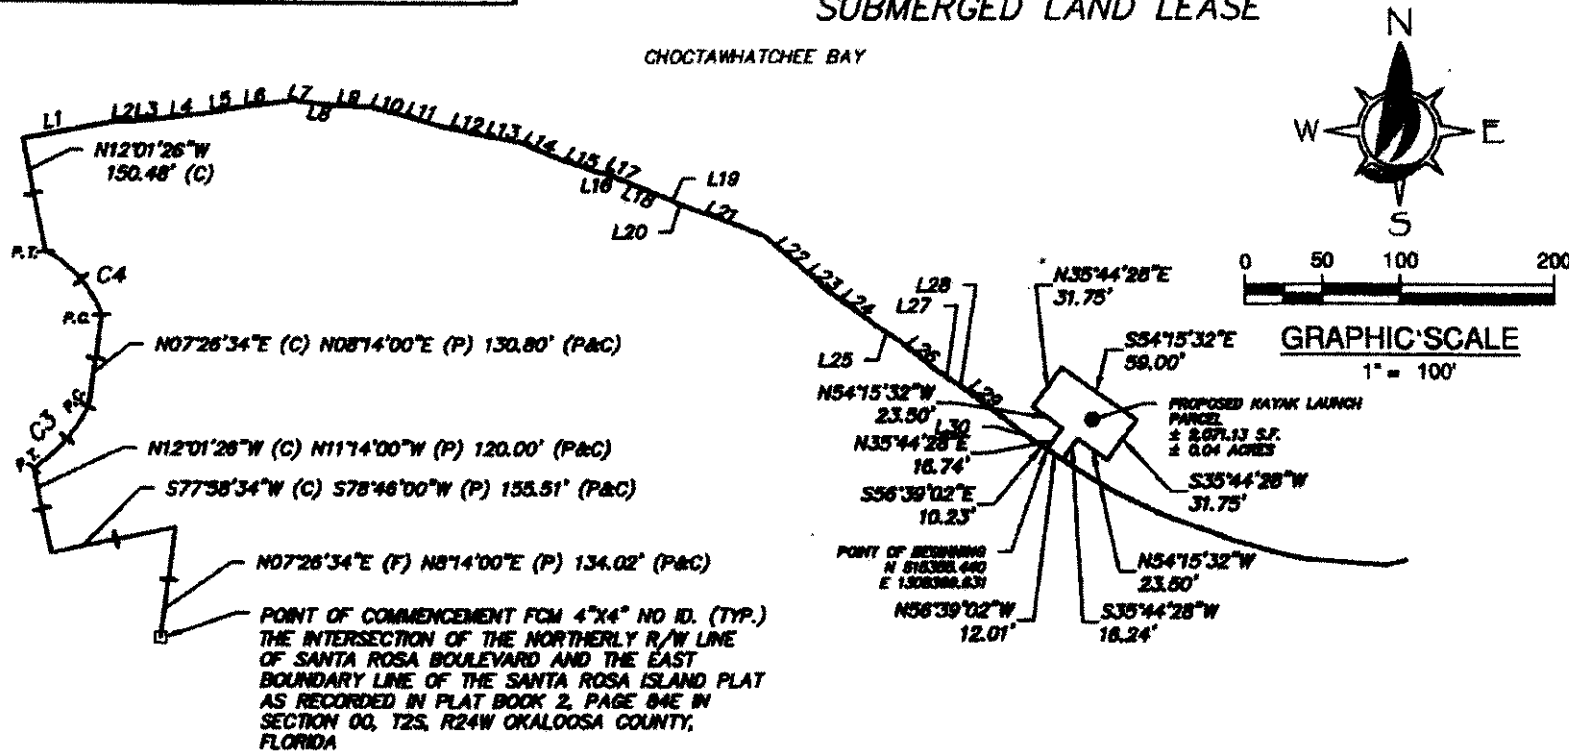 SUBMERGED LAND LEASE
CHOCTAWHATCHEE BAY
N
W
E
S
0 50 100 200
GRAPHIC SCALE
1" = 100'
L1
L2 L3 L4 L5 L6 L7
L8
L9 L10 L11 L12 L13 L14 L15
L16
L17
L18
L19
L20
L21
L22 L23 L24
L25
L26
L27
L28
L29
L30
N12°01'26"W
150.48' (C)
P.T.
C4
P.C.
N07°26'34"E (C) N08°14'00"E (P) 130.80' (P&C)
P.C.
C3
P.T.
N12°01'26"W (C) N11°14'00"W (P) 120.00' (P&C)
S77°58'34"W (C) S78°46'00"W (P) 155.51' (P&C)
N07°26'34"E (F) N8°14'00"E (P) 134.02' (P&C)
POINT OF COMMENCEMENT FCM 4"X4" NO ID. (TYP.)
THE INTERSECTION OF THE NORTHERLY R/W LINE
OF SANTA ROSA BOULEVARD AND THE EAST
BOUNDARY LINE OF THE SANTA ROSA ISLAND PLAT
AS RECORDED IN PLAT BOOK 2, PAGE 84E IN
SECTION 00, T2S, R24W OKALOOSA COUNTY,
FLORIDA
N35°44'28"E
31.75'
S54°15'32"E
59.00'
N54°15'32"W
23.50'
N35°44'28"E
16.74'
S56°39'02"E
10.23'
PROPOSED KAYAK LAUNCH
PARCEL
± 2,071.13 S.F.
± 0.04 ACRES
S35°44'28"W
31.75'
POINT OF BEGINNING
N54°15'32"W
23.50'
N56°39'02"W
12.01'
S35°44'28"W
16.24'